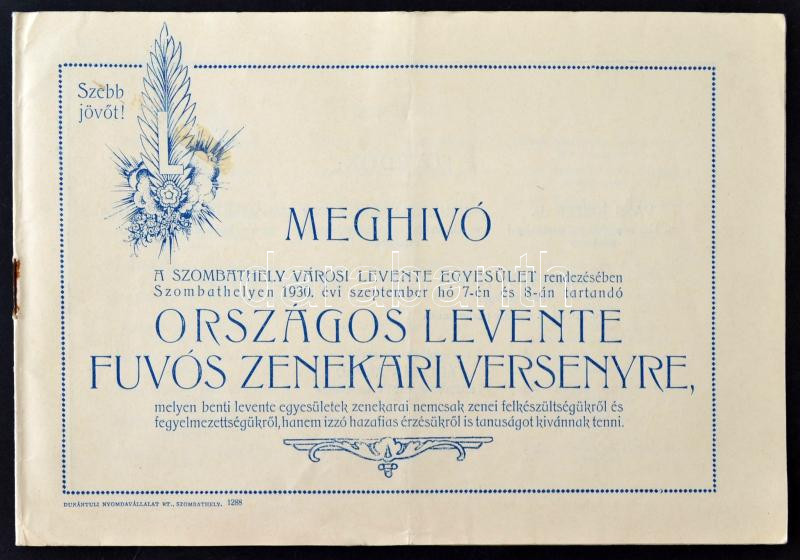 Szebb
jövőt!
L
MEGHIVÓ
A SZOMBATHELY VÁROSI LEVENTE EGYESÜLET rendezésében
Szombathelyen 1930. évi szeptember hó 7-én és 8-án tartandó
ORSZÁGOS LEVENTE
FUVÓS ZENEKARI VERSENYRE,
melyen benti levente egyesületek zenekarai nemcsak zenei felkészültségükről és
fegyelmezettségükről, hanem izzó hazafias érzésükről is tanuságot kivánnak tenni.
DUNÁNTULI NYOMDAVÁLLALAT RT., SZOMBATHELY. 1288
darabanth